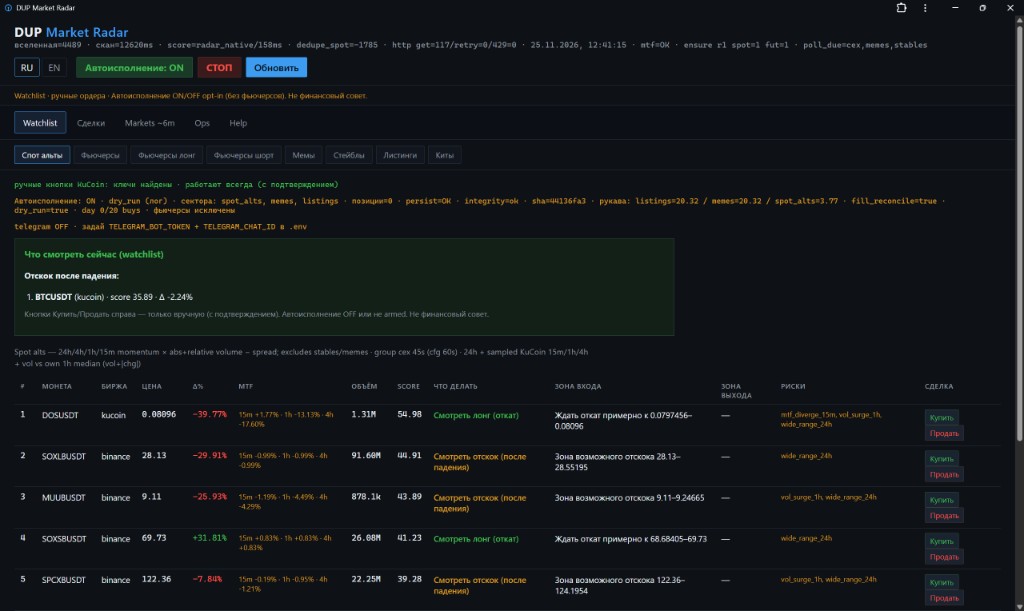 DUP Market Radar
DUP Market Radar
вселенная=4489 · скан=12620ms · score=radar_native/158ms · dedupe_spot=-1785 · http get=117/retry=0/429=0 · 25.11.2026, 12:41:15 · mtf=OK · ensure r1 spot=1 fut=1 · poll_due=cex,memes,stables
RU EN Автоисполнение: ON СТОП Обновить
Watchlist · ручные ордера · Автоисполнение ON/OFF opt-in (без фьючерсов). Не финансовый совет.
Watchlist Сделки Markets ~6m Ops Help
Спот альты Фьючерсы Фьючерсы лонг Фьючерсы шорт Мемы Стейблы Листинги Киты
ручные кнопки KuCoin: ключи найдены · работает всегда (с подтверждением)
Автоисполнение: ON · dry_run (лог) · сектора: spot_alts, memes, listings · позиции=0 · persist=OK · integrity=ok · sha=44136fa3 · рукава: listings=20.32 / memes=20.32 / spot_alts=3.77 · fill_reconcile=true ·
dry_run=true · day 0/20 buys · фьючерсы исключены
telegram OFF · задай TELEGRAM_BOT_TOKEN + TELEGRAM_CHAT_ID в .env
Что смотреть сейчас (watchlist)
Отскок после падения:
1. BTCUSDT (kucoin) · score 35.89 · Δ -2.24%
Кнопки Купить/Продать справа — только вручную (с подтверждением). Автоисполнение OFF или не armed. Не финансовый совет.
Spot alts — 24h/4h/1h/15m momentum × abs+relative volume − spread; excludes stables/memes · group cex 45s (cfg 60s) · 24h + sampled KuCoin 15m/1h/4h
+ vol vs own 1h median (vol+|chg|)
# МОНЕТА БИРЖА ЦЕНА Δ% MTF ОБЪЁМ SCORE ЧТО ДЕЛАТЬ ЗОНА ВХОДА ЗОНА ВЫХОДА РИСКИ СДЕЛКА
1 DOSUSDT kucoin 0.08096 −39.77% 15m +1.77% · 1h -13.13% · 4h -17.60% 1.31M 54.98 Смотреть лонг (откат) Ждать откат примерно к 0.0797456–0.08096 — mtf_diverge_15m, vol_surge_1h, wide_range_24h Купить Продать
2 SOXLBUSDT binance 28.13 −29.91% 15m -0.99% · 1h -0.99% · 4h -0.99% 91.60M 44.91 Смотреть отскок (после падения) Зона возможного отскока 28.13–28.55195 — wide_range_24h Купить Продать
3 MUUBUSDT binance 9.11 −25.93% 15m -1.19% · 1h -4.49% · 4h -4.29% 878.1k 43.89 Смотреть отскок (после падения) Зона возможного отскока 9.11–9.24665 — vol_surge_1h, wide_range_24h Купить Продать
4 SOXSBUSDT binance 69.73 +31.81% 15m +0.83% · 1h +0.83% · 4h +0.83% 26.08M 41.23 Смотреть лонг (откат) Ждать откат примерно к 68.68405–69.73 — wide_range_24h Купить Продать
5 SPCXBUSDT binance 122.36 −7.84% 15m -0.19% · 1h -0.95% · 4h -1.21% 22.25M 39.28 Смотреть отскок (после падения) Зона возможного отскока 122.36–124.1954 — vol_surge_1h, wide_range_24h Купить Продать